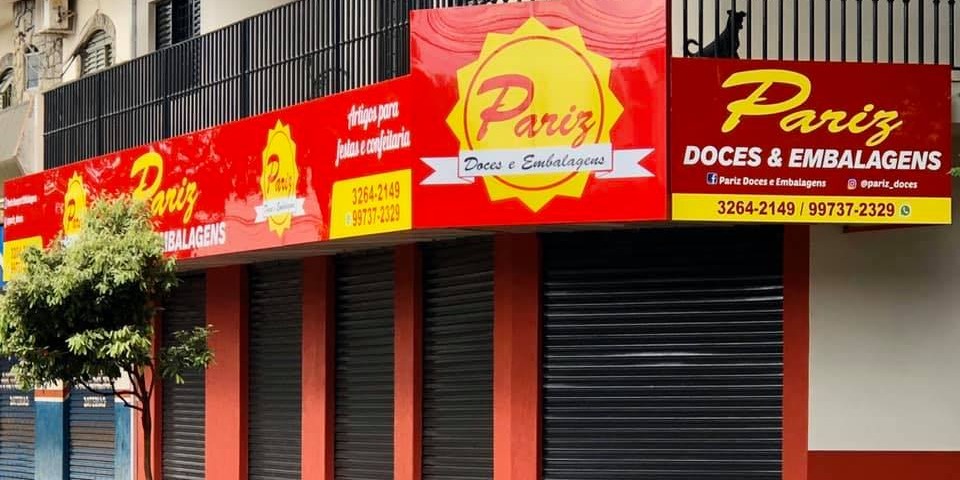 Pariz
EMBALAGENS
Pariz
Artigos para
festas e confeitaria
3264-2149
99737-2329
Pariz
Doces e Embalagens
Pariz
DOCES & EMBALAGENS
Pariz Doces e Embalagens @pariz_doces
3264-2149 / 99737-2329
BATERIAS